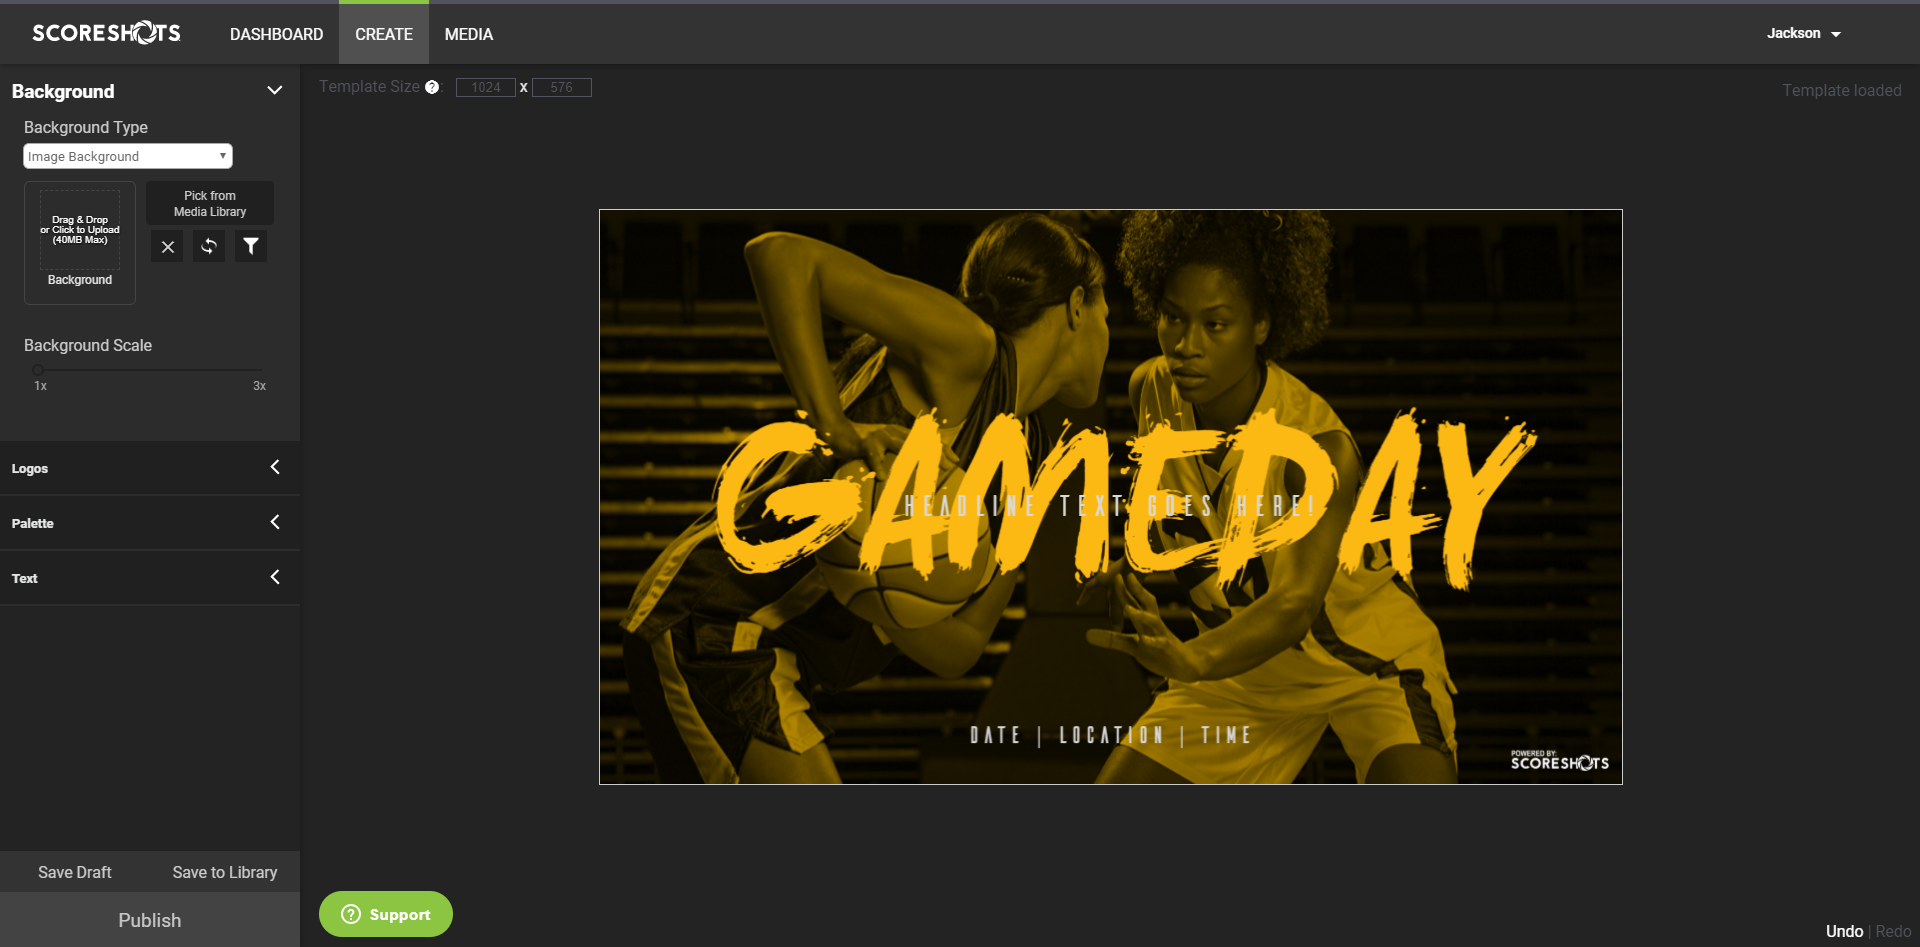 SCORESHOTS
DASHBOARD
CREATE
MEDIA
Jackson
Background
Background Type
Image Background
Drag & Drop
or Click to Upload
(40MB Max)
Background
Pick from
Media Library
Background Scale
1x
3x
Logos
Palette
Text
Save Draft
Save to Library
Publish
Template Size ? :
1024 x 576
Template loaded
GAMEDAY
HEADLINE TEXT GOES HERE!
DATE | LOCATION | TIME
POWERED BY:
SCORESHOTS
? Support
Undo | Redo